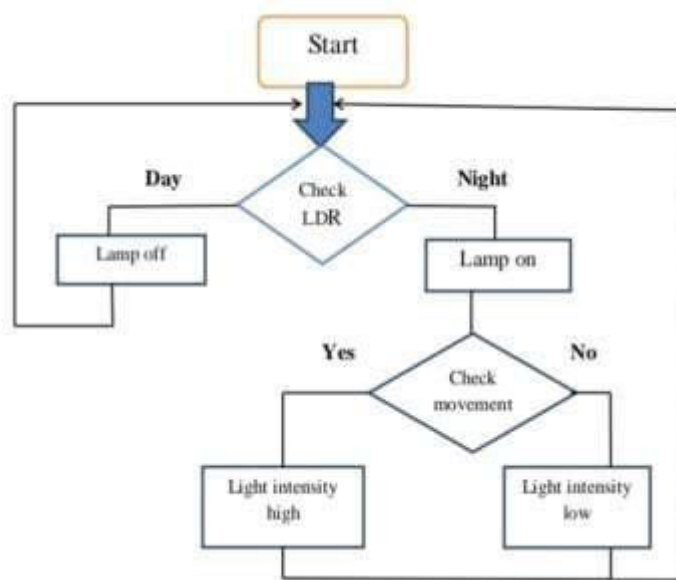 Start
Day
Night
Check
LDR
Lamp off
Lamp on
Yes
No
Check
movement
Light intensity
high
Light intensity
low